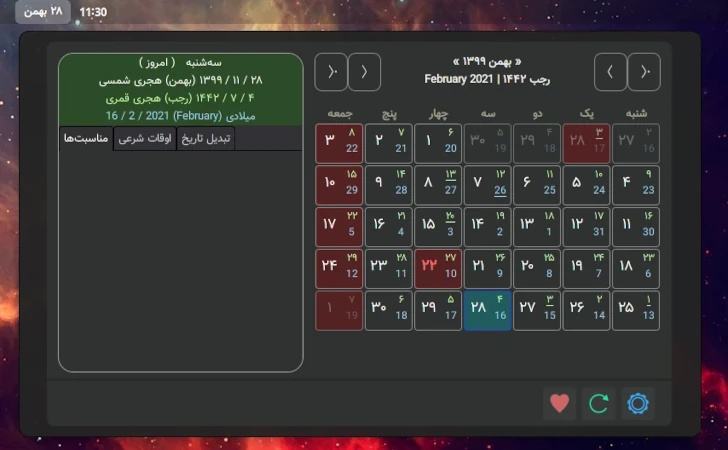 ۲۸ بهمن 11:30
سه‌شنبه ( امروز )
۲۸ / ۱۱ / ۱۳۹۹ (بهمن) هجری شمسی
۴ / ۷ / ۱۴۴۲ (رجب) هجری قمری
16 / 2 / 2021 (February) میلادی
مناسبت‌ها اوقات شرعی تبدیل تاریخ
« بهمن ۱۳۹۹ »
رجب ۱۴۴۲ | February 2021
شنبه یک دو سه چهار پنج جمعه
۲۷ ۲ 16 ۲۸ ۳ 17 ۲۹ ۴ 18 ۳۰ ۵ 19 ۱ ۶ 20 ۲ ۷ 21 ۳ ۸ 22
۴ ۹ 23 ۵ ۱۰ 24 ۶ ۱۱ 25 ۷ ۱۲ 26 ۸ ۱۳ 27 ۹ ۱۴ 28 ۱۰ ۱۵ 29
۱۱ ۱۶ 30 ۱۲ ۱۷ 31 ۱۳ ۱۸ 1 ۱۴ ۱۹ 2 ۱۵ ۲۰ 3 ۱۶ ۲۱ 4 ۱۷ ۲۲ 5
۱۸ ۲۳ 6 ۱۹ ۲۴ 7 ۲۰ ۲۵ 8 ۲۱ ۲۶ 9 ۲۲ ۲۷ 10 ۲۳ ۲۸ 11 ۲۴ ۲۹ 12
۲۵ ۱ 13 ۲۶ ۲ 14 ۲۷ ۳ 15 ۲۸ ۴ 16 ۲۹ ۵ 17 ۳۰ ۶ 18 ۱ ۷ 19